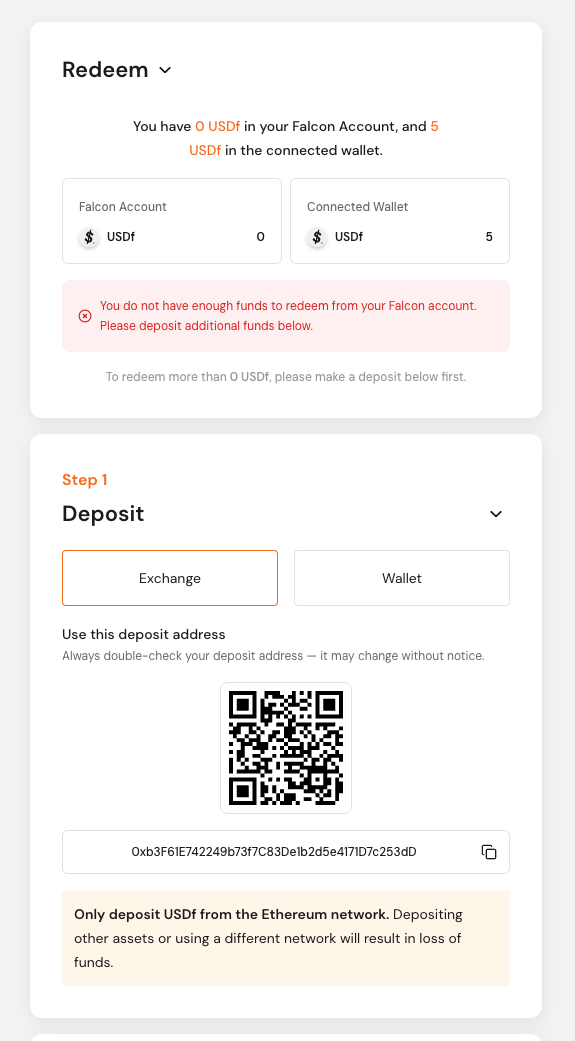 Redeem
You have 0 USDf in your Falcon Account, and 5
USDf in the connected wallet.
Falcon Account
USDf 0
Connected Wallet
USDf 5
You do not have enough funds to redeem from your Falcon account.
Please deposit additional funds below.
To redeem more than 0 USDf, please make a deposit below first.
Step 1
Deposit
Exchange
Wallet
Use this deposit address
Always double-check your deposit address — it may change without notice.
0xb3F61E742249b73f7C83De1b2d5e4171D7c253dD
Only deposit USDf from the Ethereum network. Depositing
other assets or using a different network will result in loss of
funds.